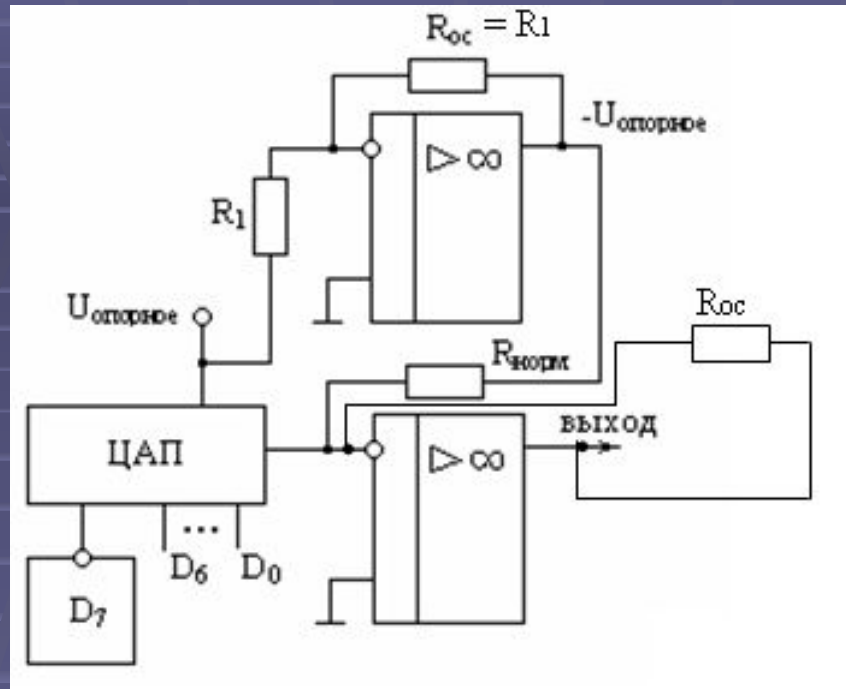 Rос = R1
-Uопорное
▷ ∞
R1
Uопорное
Rос
Rнорм
выход
ЦАП
▷ ∞
D6 ... D0
D7